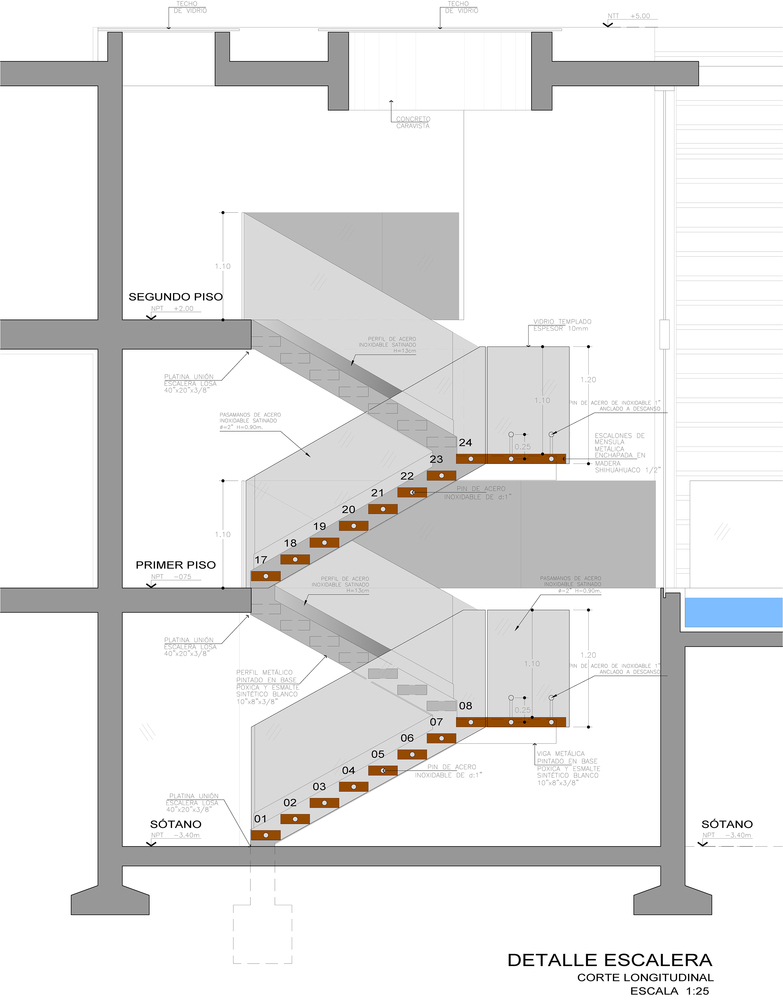 TECHO
DE VIDRIO
TECHO
DE VIDRIO
NTT +5.00
CONCRETO
CARAVISTA
1.10
SEGUNDO PISO
NPT +2.00
VIDRIO TEMPLADO
ESPESOR 10mm
PERFIL DE ACERO
INOXIDABLE SATINADO
H=13cm
PLATINA UNIÓN
ESCALERA LOSA
40"x20"x3/8"
1.20
1.10
PIN DE ACERO DE INOXIDABLE 1"
ANCLADO A DESCANSO
PASAMANOS DE ACERO
INOXIDABLE SATINADO
ø=2" H=0.90m.
0.25
ESCALONES DE
MENSULA
METALICA
ENCHAPADA EN
MADERA
SHIHUAHUACO 1/2"
24
23
22
21
20
19
18
17
PIN DE ACERO
INOXIDABLE DE d:1"
1.10
PRIMER PISO
NPT -075
PERFIL DE ACERO
INOXIDABLE SATINADO
H=13cm
PASAMANOS DE ACERO
INOXIDABLE SATINADO
ø=2" H=0.90m.
PLATINA UNIÓN
ESCALERA LOSA
40"x20"x3/8"
1.20
1.10
PIN DE ACERO DE INOXIDABLE 1"
ANCLADO A DESCANSO
PERFIL METÁLICO
PINTADO EN BASE
POXICA Y ESMALTE
SINTÉTICO BLANCO
10"x8"x3/8"
0.25
08
07
06
05
04
03
02
01
PIN DE ACERO
INOXIDABLE DE d:1"
VIGA METÁLICA
PINTADO EN BASE
POXICA Y ESMALTE
SINTÉTICO BLANCO
10"x8"x3/8"
PLATINA UNIÓN
ESCALERA LOSA
40"x20"x3/8"
SÓTANO
NPT -3.40m
SÓTANO
NPT -3.40m
DETALLE ESCALERA
CORTE LONGITUDINAL
ESCALA 1:25